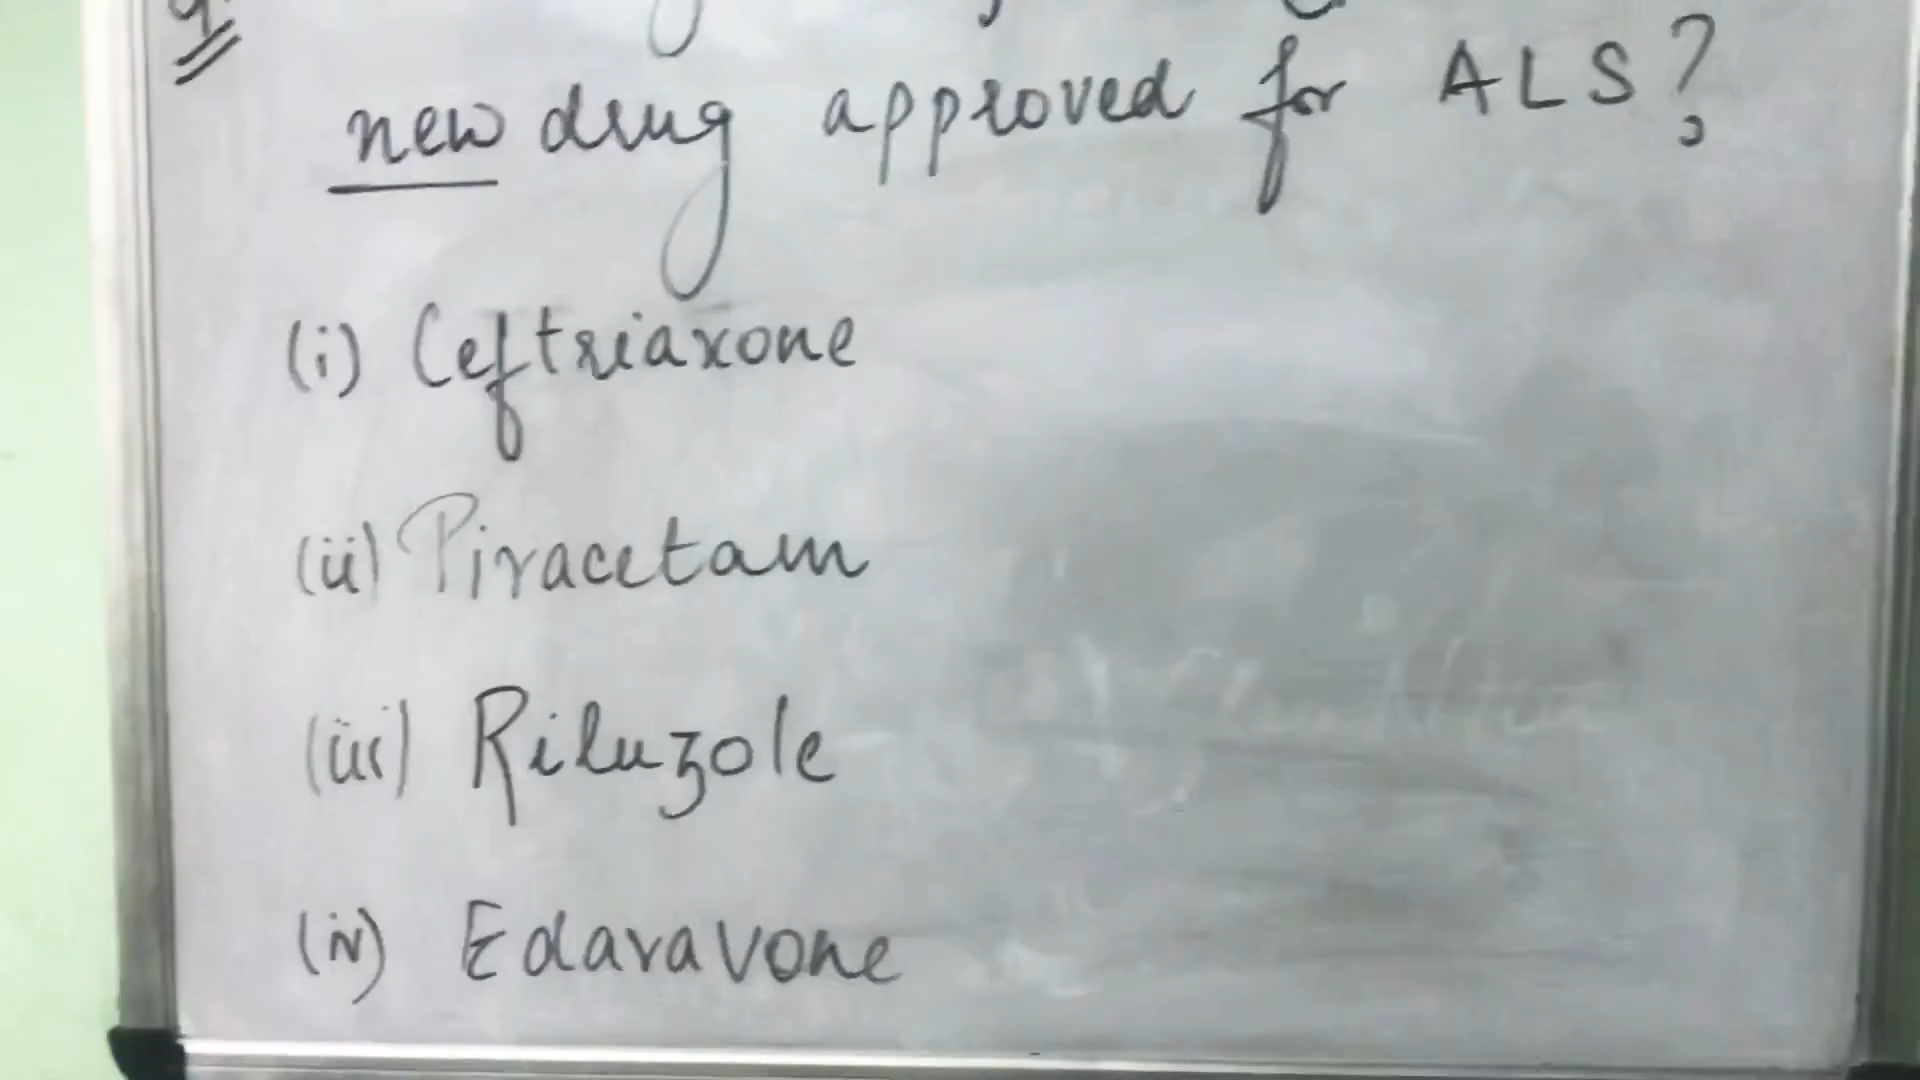 new drug approved for ALS?
(i) Ceftriaxone
(ii) Piracetam
(iii) Riluzole
(iv) Edaravone